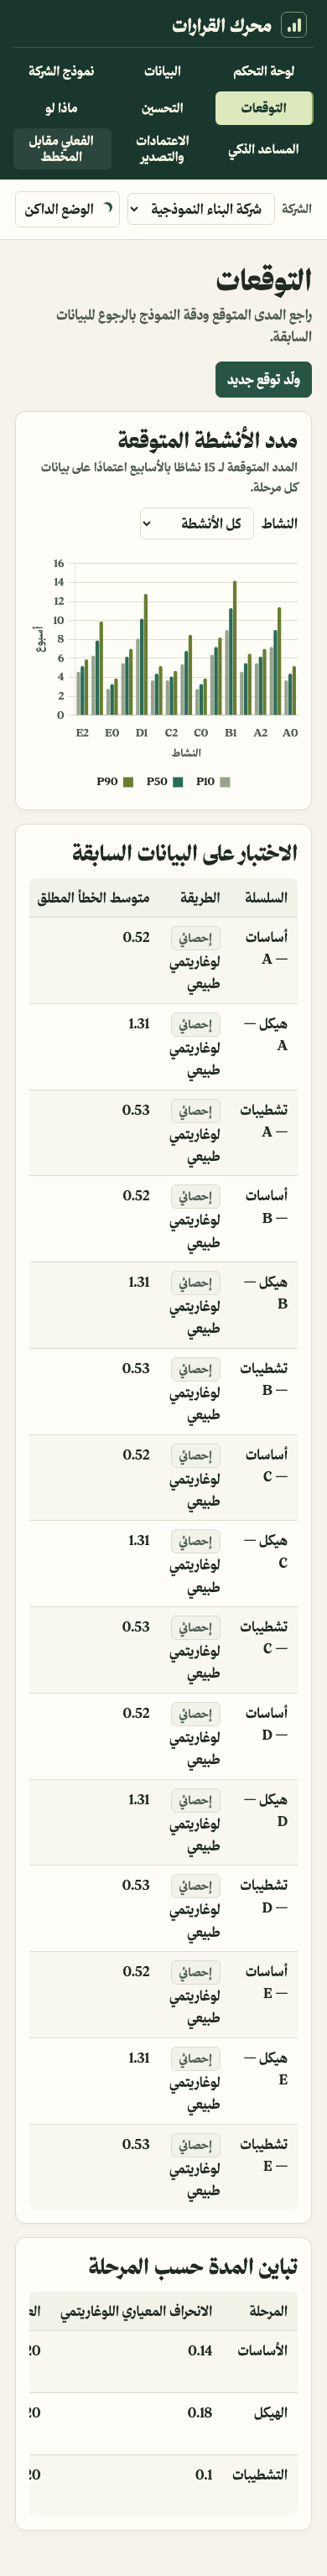 محرك القرارات
لوحة التحكم
البيانات
نموذج الشركة
التوقعات
التحسين
ماذا لو
المساعد الذكي
الاعتمادات والتصدير
الفعلي مقابل المخطط
الشركة
شركة البناء النموذجية
الوضع الداكن
التوقعات
راجع المدى المتوقع ودقة النموذج بالرجوع للبيانات
السابقة.
ولّد توقع جديد
مدد الأنشطة المتوقعة
المدد المتوقعة لـ 15 نشاطًا بالأسابيع اعتمادًا على بيانات
كل مرحلة.
النشاط
كل الأنشطة
16
14
12
10
8
6
4
2
0
أسبوع
E2 E0 D1 C2 C0 B1 A2 A0
النشاط
P90 P50 P10
الاختبار على البيانات السابقة
السلسلة الطريقة متوسط الخطأ المطلق
أساسات — A إحصائي لوغاريتمي طبيعي 0.52
هيكل — A إحصائي لوغاريتمي طبيعي 1.31
تشطيبات — A إحصائي لوغاريتمي طبيعي 0.53
أساسات — B إحصائي لوغاريتمي طبيعي 0.52
هيكل — B إحصائي لوغاريتمي طبيعي 1.31
تشطيبات — B إحصائي لوغاريتمي طبيعي 0.53
أساسات — C إحصائي لوغاريتمي طبيعي 0.52
هيكل — C إحصائي لوغاريتمي طبيعي 1.31
تشطيبات — C إحصائي لوغاريتمي طبيعي 0.53
أساسات — D إحصائي لوغاريتمي طبيعي 0.52
هيكل — D إحصائي لوغاريتمي طبيعي 1.31
تشطيبات — D إحصائي لوغاريتمي طبيعي 0.53
أساسات — E إحصائي لوغاريتمي طبيعي 0.52
هيكل — E إحصائي لوغاريتمي طبيعي 1.31
تشطيبات — E إحصائي لوغاريتمي طبيعي 0.53
تباين المدة حسب المرحلة
المرحلة الانحراف المعياري اللوغاريتمي
الأساسات 0.14
الهيكل 0.18
التشطيبات 0.1